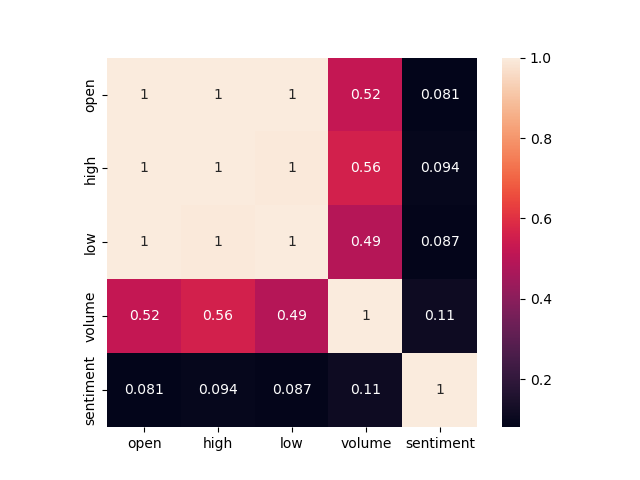 open 1 1 1 0.52 0.081
high 1 1 1 0.56 0.094
low 1 1 1 0.49 0.087
volume 0.52 0.56 0.49 1 0.11
sentiment 0.081 0.094 0.087 0.11 1
open high low volume sentiment
1.0
0.8
0.6
0.4
0.2